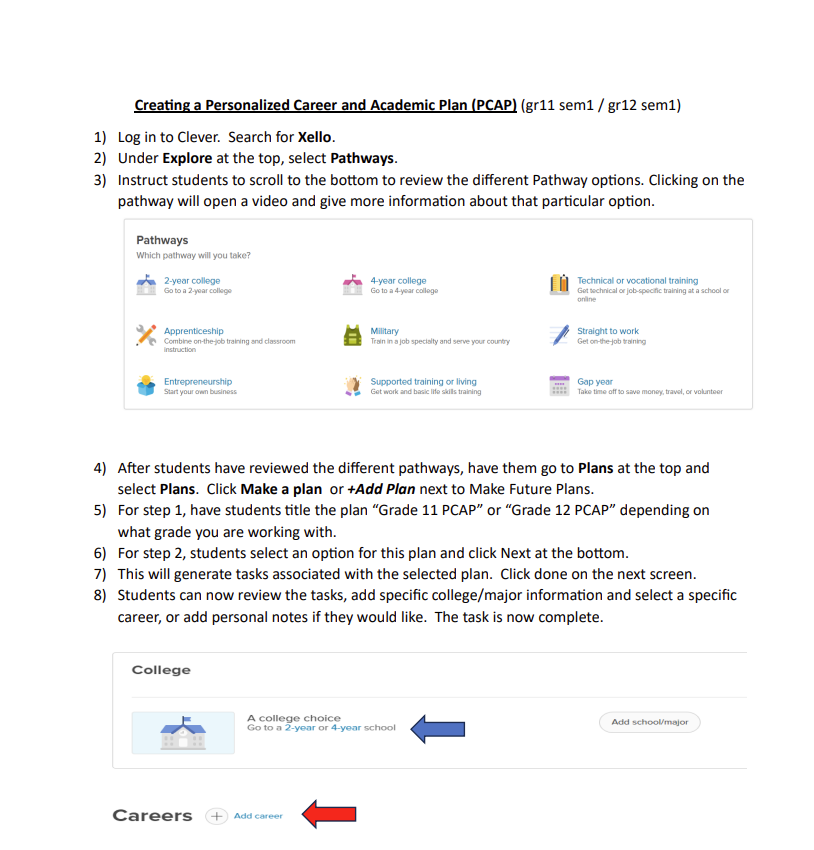 Creating a Personalized Career and Academic Plan (PCAP) (gr11 sem1 / gr12 sem1)
1) Log in to Clever. Search for Xello.
2) Under Explore at the top, select Pathways.
3) Instruct students to scroll to the bottom to review the different Pathway options. Clicking on the
pathway will open a video and give more information about that particular option.
Pathways
Which pathway will you take?
2-year college
Go to a 2-year college
4-year college
Go to a 4-year college
Technical or vocational training
Get technical or job-specific training at a school or
online
Apprenticeship
Combine on-the-job training and classroom
instruction
Military
Train in a job specialty and serve your country
Straight to work
Get on-the-job training
Entrepreneurship
Start your own business
Supported training or living
Get work and basic life skills training
Gap year
Take time off to save money, travel, or volunteer
4) After students have reviewed the different pathways, have them go to Plans at the top and
select Plans. Click Make a plan or +Add Plan next to Make Future Plans.
5) For step 1, have students title the plan “Grade 11 PCAP” or “Grade 12 PCAP” depending on
what grade you are working with.
6) For step 2, students select an option for this plan and click Next at the bottom.
7) This will generate tasks associated with the selected plan. Click done on the next screen.
8) Students can now review the tasks, add specific college/major information and select a specific
career, or add personal notes if they would like. The task is now complete.
College
A college choice
Go to a 2-year or 4-year school
Add school/major
Careers + Add career